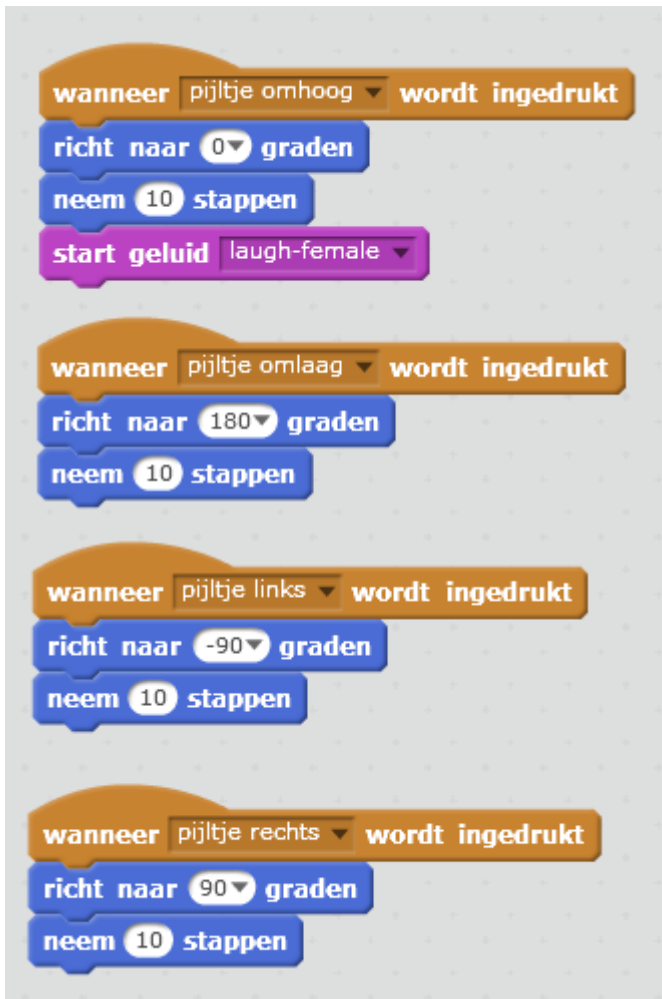 wanneer pijltje omhoog wordt ingedrukt
richt naar 0 graden
neem 10 stappen
start geluid laugh-female
wanneer pijltje omlaag wordt ingedrukt
richt naar 180 graden
neem 10 stappen
wanneer pijltje links wordt ingedrukt
richt naar -90 graden
neem 10 stappen
wanneer pijltje rechts wordt ingedrukt
richt naar 90 graden
neem 10 stappen